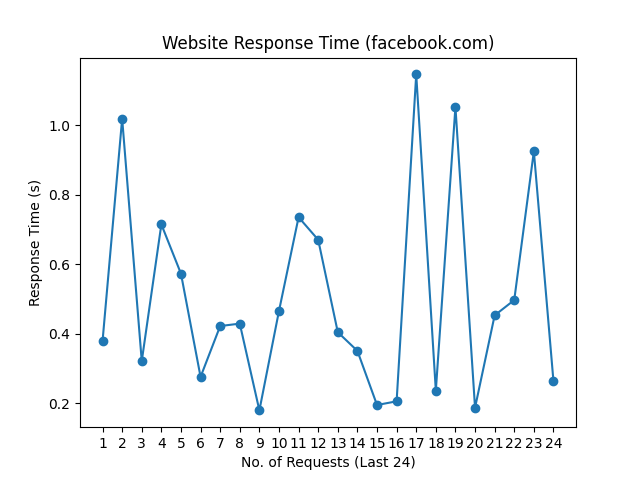 Website Response Time (facebook.com)
Response Time (s)
1.0
0.8
0.6
0.4
0.2
1 2 3 4 5 6 7 8 9 10 11 12 13 14 15 16 17 18 19 20 21 22 23 24
No. of Requests (Last 24)